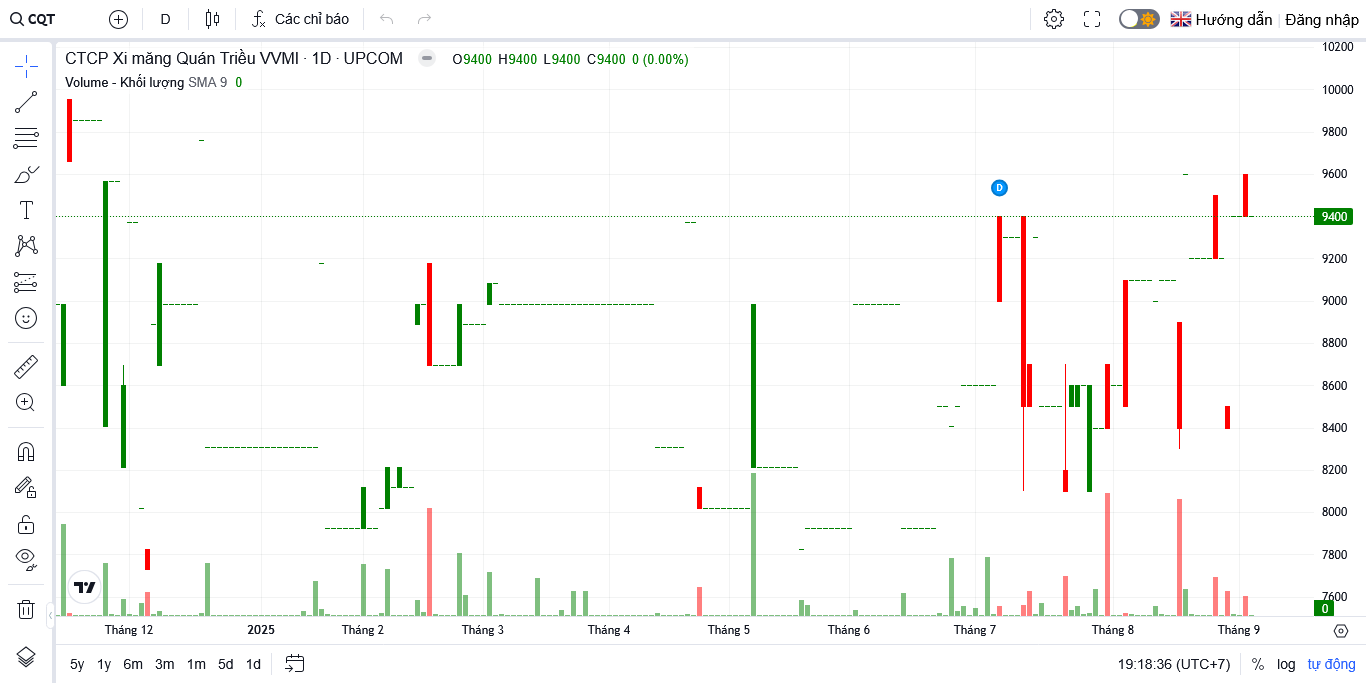 CQT D Các chỉ báo Hướng dẫn Đăng nhập
CTCP Xi măng Quán Triều VVMI · 1D · UPCOM O9400 H9400 L9400 C9400 0 (0.00%)
Volume - Khối lượng SMA 9 0
10200
10000
9800
9600
D
9400
9200
9000
8800
8600
8400
8200
8000
7800
7600
0
Tháng 12 2025 Tháng 2 Tháng 3 Tháng 4 Tháng 5 Tháng 6 Tháng 7 Tháng 8 Tháng 9
5y 1y 6m 3m 1m 5d 1d 19:18:36 (UTC+7) % log tự động